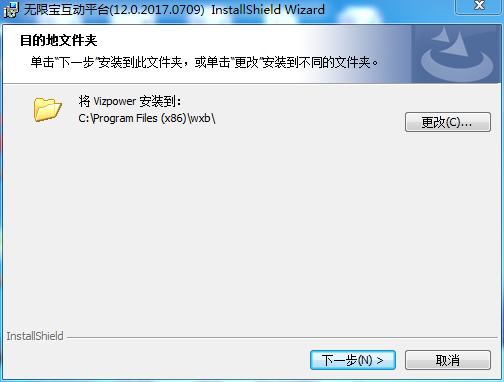 无限宝互动平台(12.0.2017.0709) InstallShield Wizard
目的地文件夹
单击"下一步"安装到此文件夹，或单击"更改"安装到不同的文件夹。
将 Vizpower 安装到：
C:\Program Files (x86)\wxb\
更改(C)...
InstallShield
下一步(N) >
取消